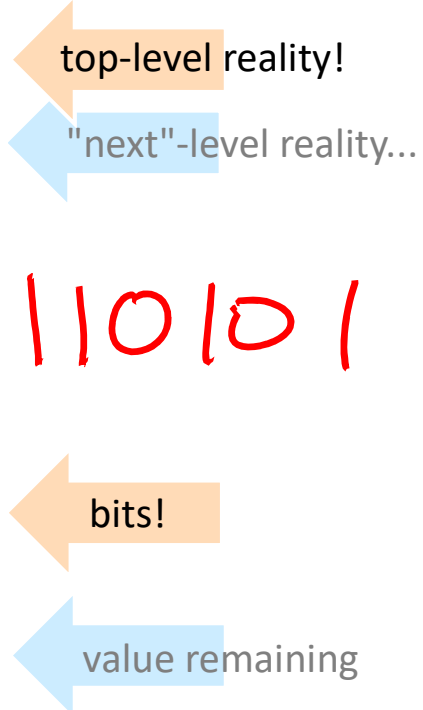 top-level reality!
"next"-level reality...
110101
bits!
value remaining